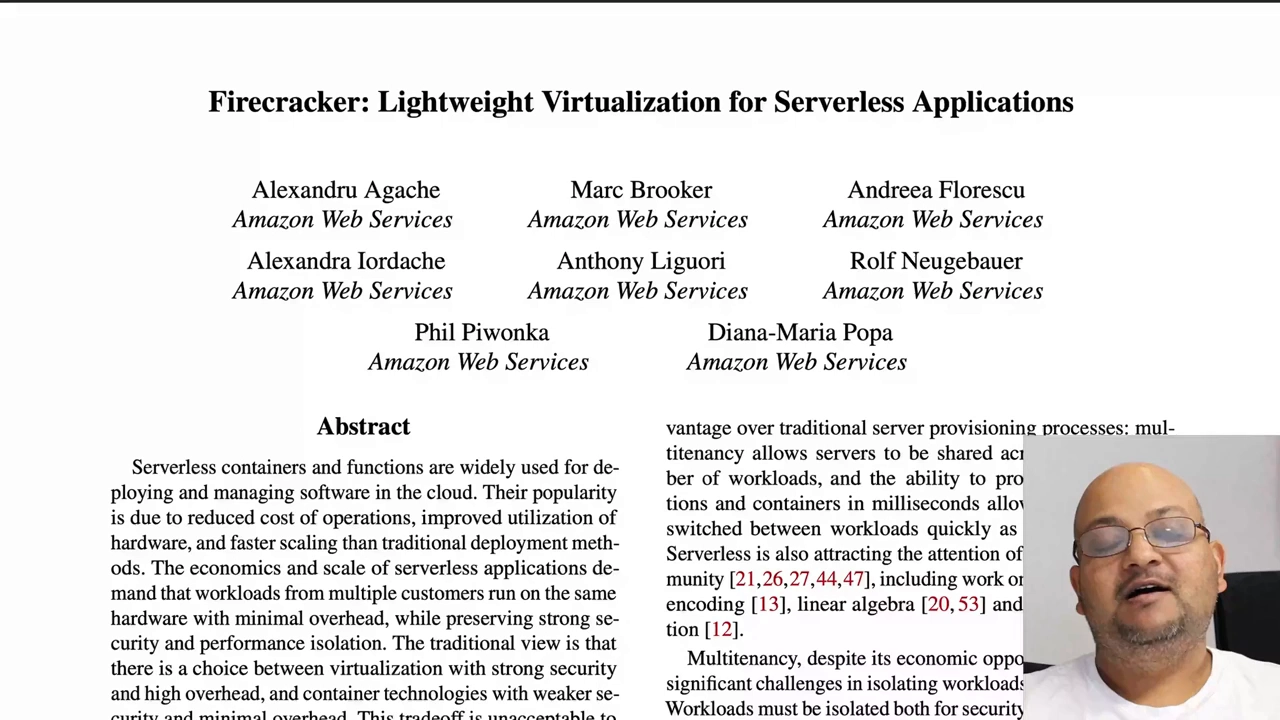 Firecracker: Lightweight Virtualization for Serverless Applications
Alexandru Agache
Marc Brooker
Andreea Florescu
Amazon Web Services
Amazon Web Services
Amazon Web Services
Alexandra Iordache
Anthony Liguori
Rolf Neugebauer
Amazon Web Services
Amazon Web Services
Amazon Web Services
Phil Piwonka
Diana-Maria Popa
Amazon Web Services
Amazon Web Services
Abstract
Serverless containers and functions are widely used for de-
ploying and managing software in the cloud. Their popularity
is due to reduced cost of operations, improved utilization of
hardware, and faster scaling than traditional deployment meth-
ods. The economics and scale of serverless applications de-
mand that workloads from multiple customers run on the same
hardware with minimal overhead, while preserving strong se-
curity and performance isolation. The traditional view is that
there is a choice between virtualization with strong security
and high overhead, and container technologies with weaker se-
curity and minimal overhead. This tradeoff is unacceptable to
vantage over traditional server provisioning processes: mul-
titenancy allows servers to be shared
ber of workloads, and the ability to
tions and containers in milliseconds
switched between workloads quickly as
Serverless is also attracting the attention of
munity [21,26,27,44,47], including work
encoding [13], linear algebra [20, 53] and
tion [12].
Multitenancy, despite its economic
significant challenges in isolating workloads
Workloads must be isolated both for security